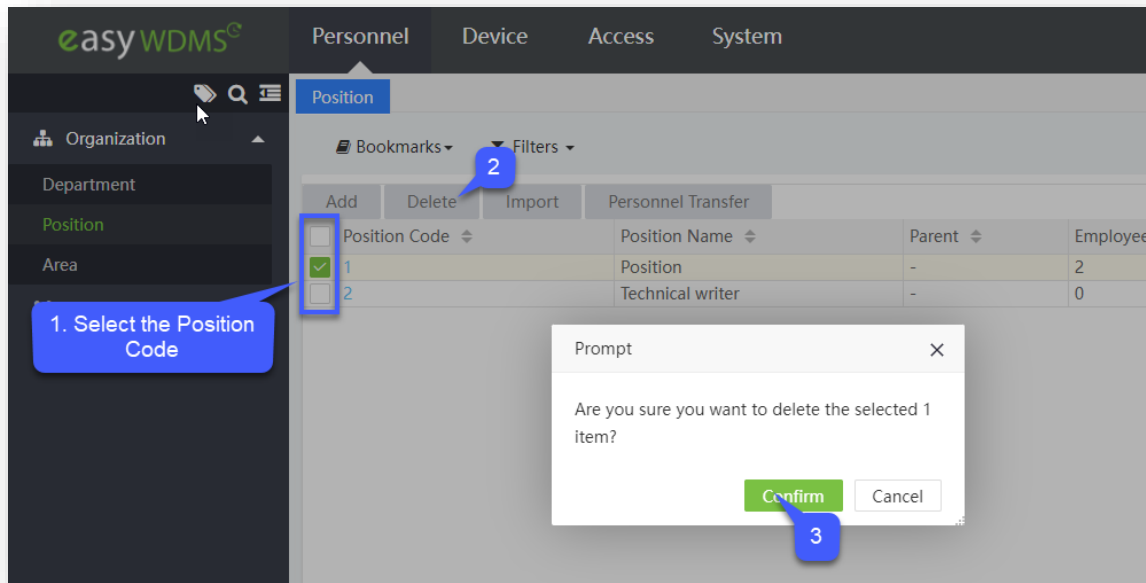 easy WDMS
Personnel Device Access System
Position
Organization
Bookmarks Filters
2
Department
Add Delete Import Personnel Transfer
Position
Position Code Position Name Parent Employee
Area
1 Position - 2
2 Technical writer - 0
1. Select the Position
Code
Prompt
Are you sure you want to delete the selected 1
item?
Confirm Cancel
3